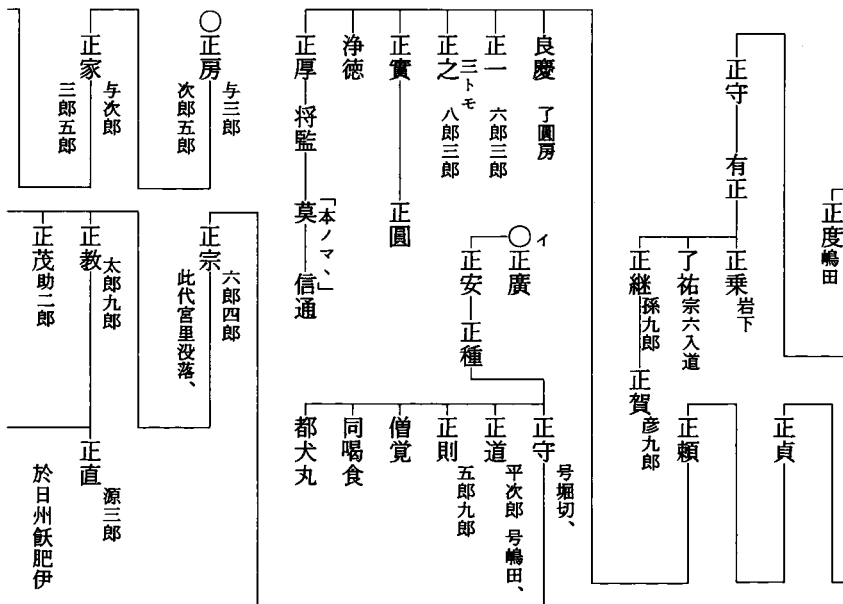 正度 嶋田
正守
有正
正乗 岩下
了祐 宗六入道
正継 孫九郎
正賀 彦九郎
正貞
正頼
良慶 了圓房
正一 六郎三郎
正之 三トモ 八郎三郎
正實
正圓
浄徳
正厚
将監
莫 「本ノマヽ」
信通
○イ 正廣
正安
正種
正守 号堀切、
正道 平次郎 号嶋田、
正則 五郎九郎
僧覚
同喝食
都犬丸
○正房 与三郎 次郎五郎
正家 与次郎 三郎五郎
正宗 六郎四郎 此代宮里没落、
正教 太郎九郎
正茂 助二郎
正直 源三郎
於日州飫肥伊